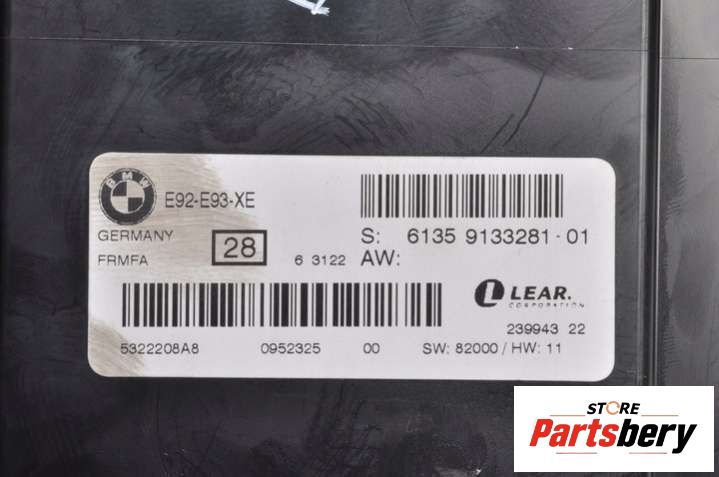 BMW
E92-E93-XE
GERMANY
FRMFA
28
6 3122
S: 6135 9133281-01
AW:
LEAR.
CORPORATION
239943 22
5322208A8 0952325 00 SW: 82000 / HW: 11
STORE
Partsbery